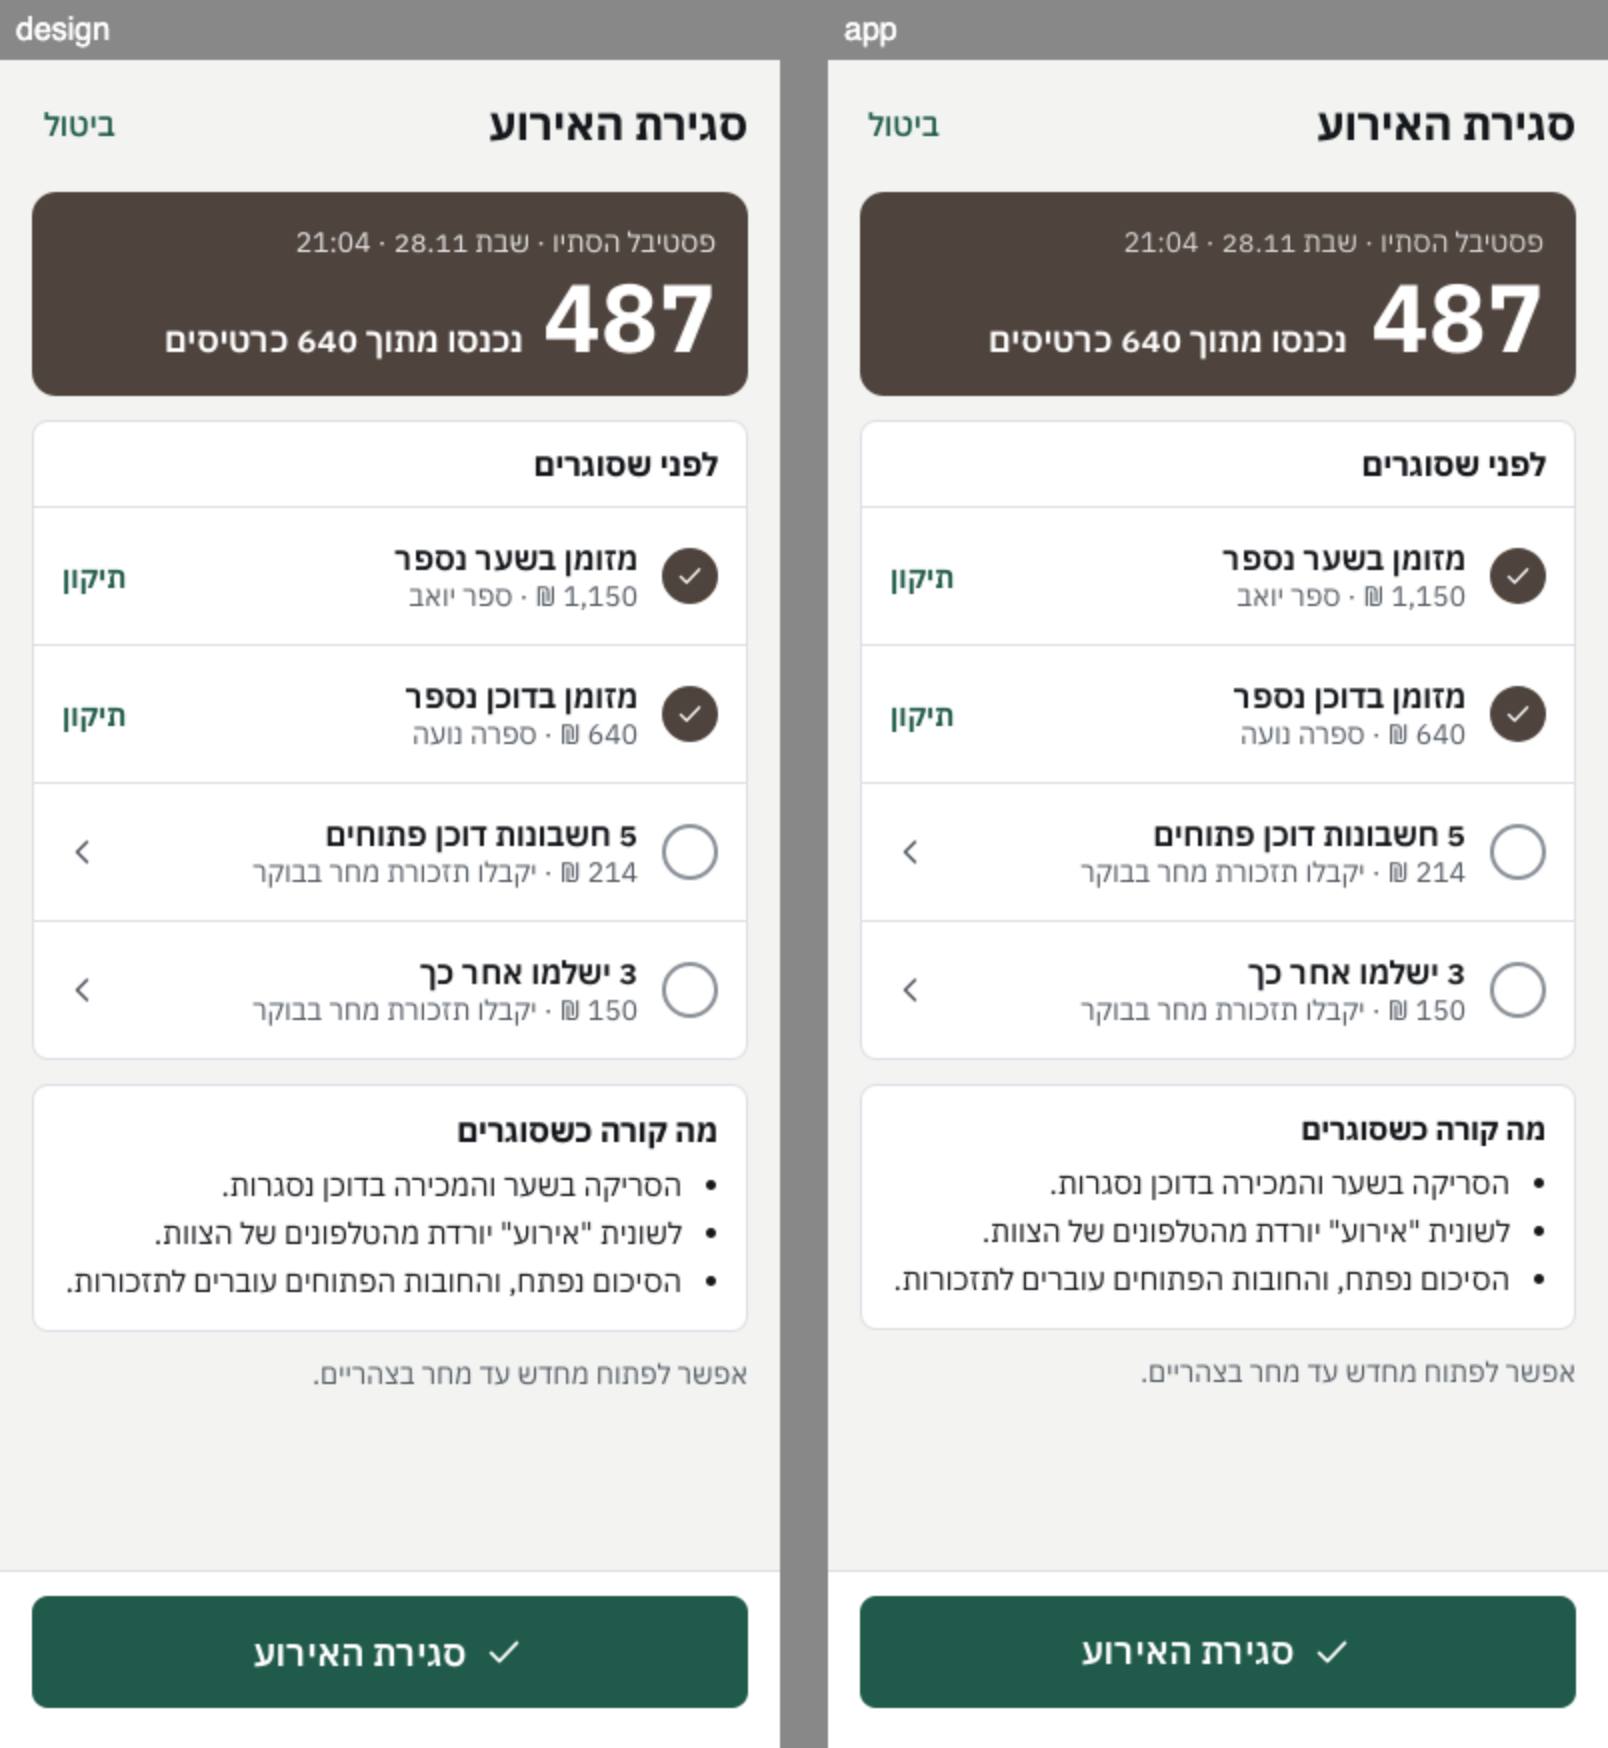 design
סגירת האירוע
ביטול
פסטיבל הסתיו · שבת 28.11 · 21:04
487 נכנסו מתוך 640 כרטיסים
לפני שסוגרים
מזומן בשער נספר
1,150 ₪ · ספר יואב
תיקון
מזומן בדוכן נספר
640 ₪ · ספרה נועה
תיקון
5 חשבונות דוכן פתוחים
214 ₪ · יקבלו תזכורת מחר בבוקר
3 ישלמו אחר כך
150 ₪ · יקבלו תזכורת מחר בבוקר
מה קורה כשסוגרים
• הסריקה בשער והמכירה בדוכן נסגרות.
• לשונית "אירוע" יורדת מהטלפונים של הצוות.
• הסיכום נפתח, והחובות הפתוחים עוברים לתזכורות.
אפשר לפתוח מחדש עד מחר בצהריים.
סגירת האירוע
app
סגירת האירוע
ביטול
פסטיבל הסתיו · שבת 28.11 · 21:04
487 נכנסו מתוך 640 כרטיסים
לפני שסוגרים
מזומן בשער נספר
1,150 ₪ · ספר יואב
תיקון
מזומן בדוכן נספר
640 ₪ · ספרה נועה
תיקון
5 חשבונות דוכן פתוחים
214 ₪ · יקבלו תזכורת מחר בבוקר
3 ישלמו אחר כך
150 ₪ · יקבלו תזכורת מחר בבוקר
מה קורה כשסוגרים
• הסריקה בשער והמכירה בדוכן נסגרות.
• לשונית "אירוע" יורדת מהטלפונים של הצוות.
• הסיכום נפתח, והחובות הפתוחים עוברים לתזכורות.
אפשר לפתוח מחדש עד מחר בצהריים.
סגירת האירוע